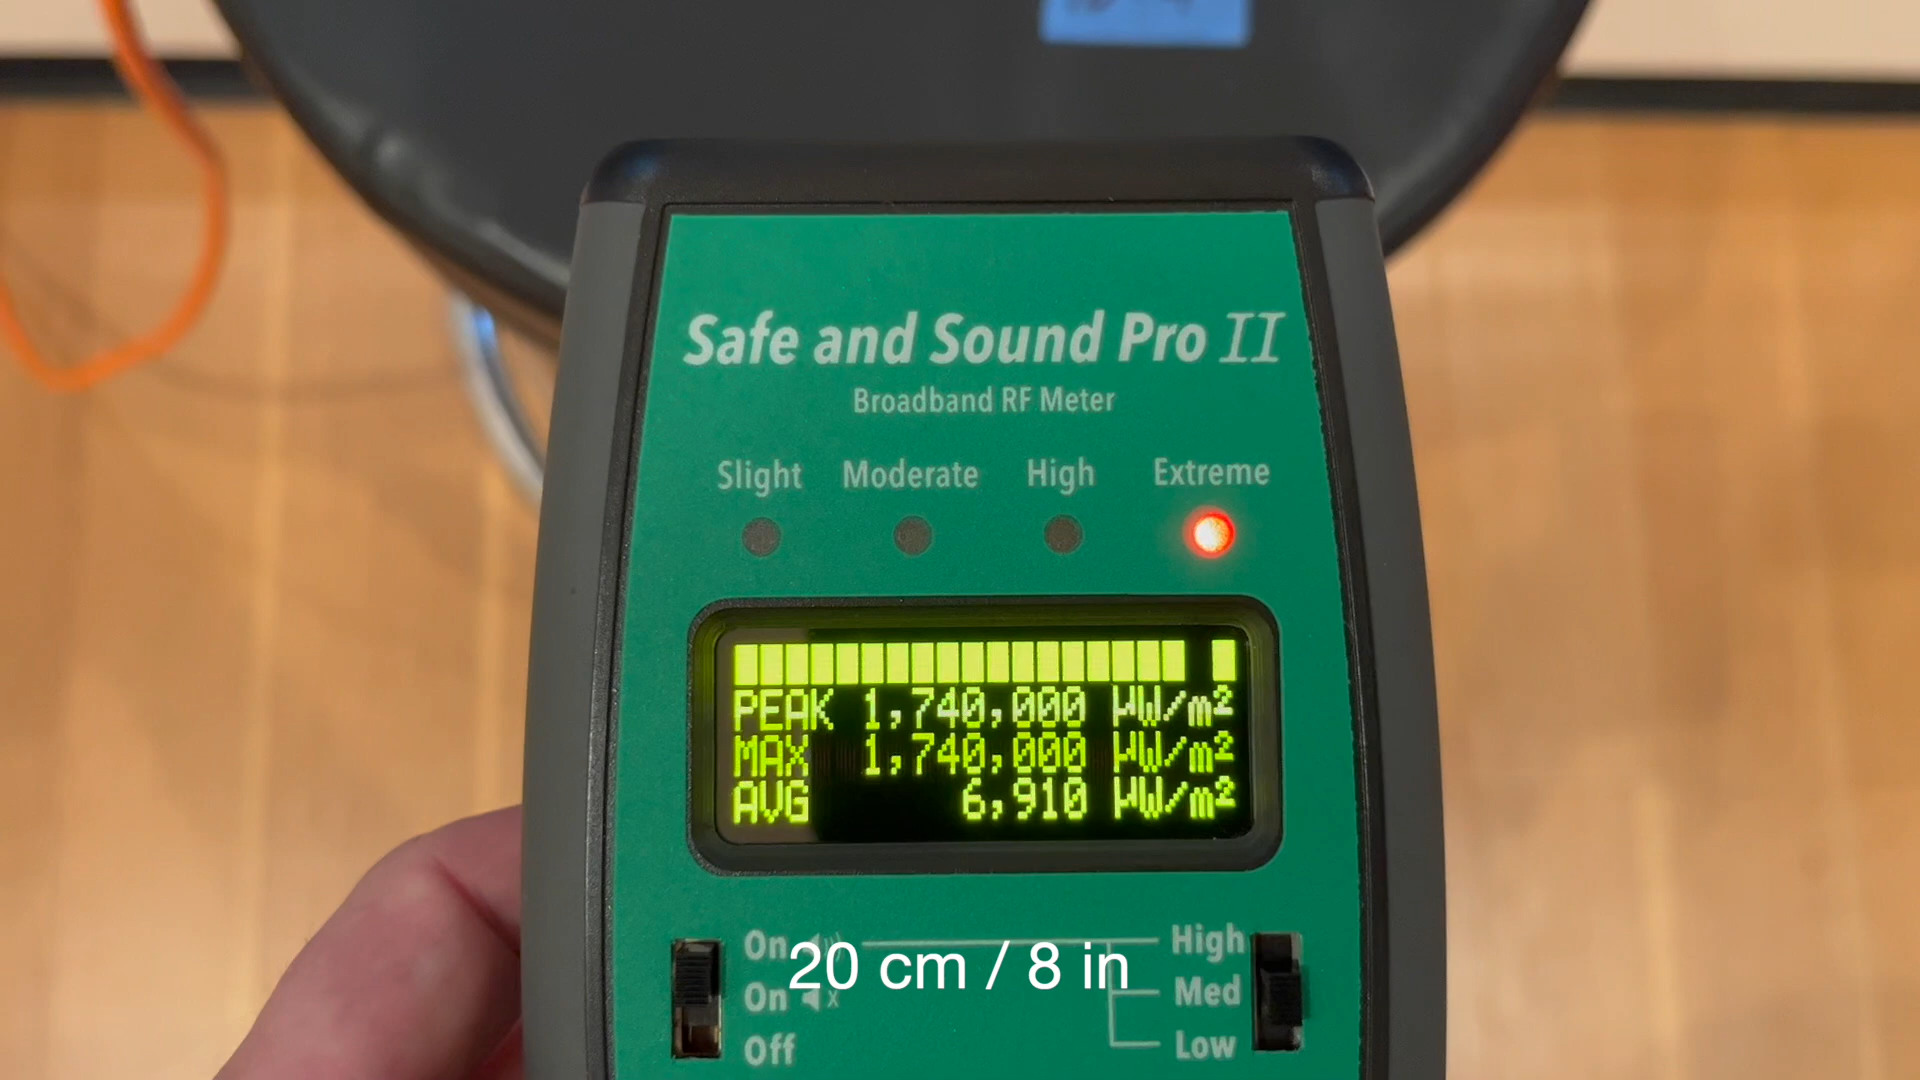 Safe and Sound Pro II
Broadband RF Meter
Slight Moderate High Extreme
PEAK 1,740,000 µW/m²
MAX 1,740,000 µW/m²
AVG 6,910 µW/m²
On High
20 cm / 8 in
On Med
Off Low